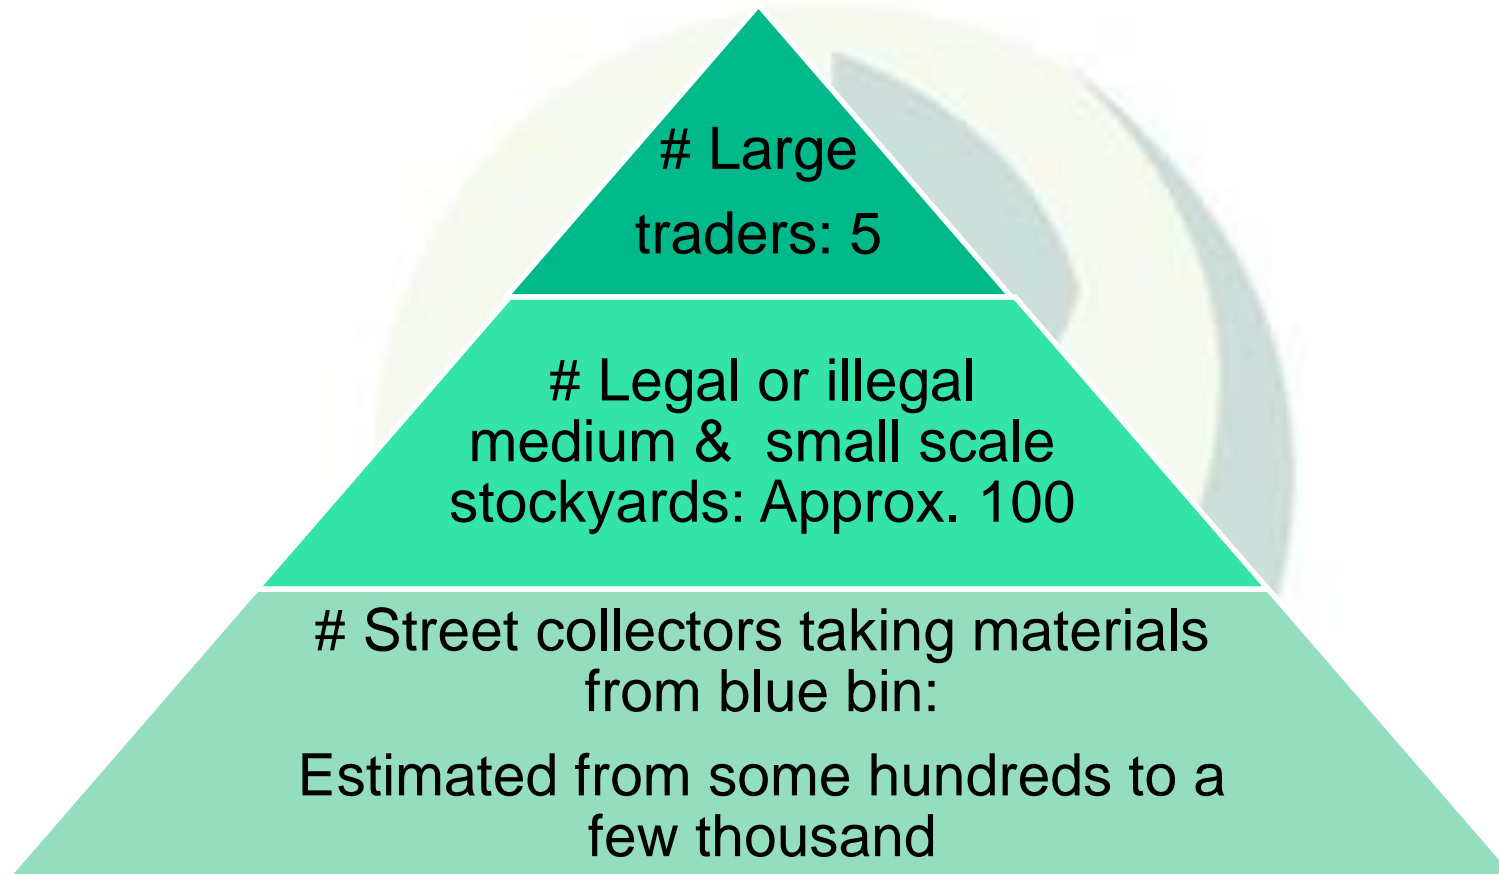 # Large
traders: 5
# Legal or illegal
medium &  small scale
stockyards: Approx. 100
# Street collectors taking materials
from blue bin:
Estimated from some hundreds to a
few thousand